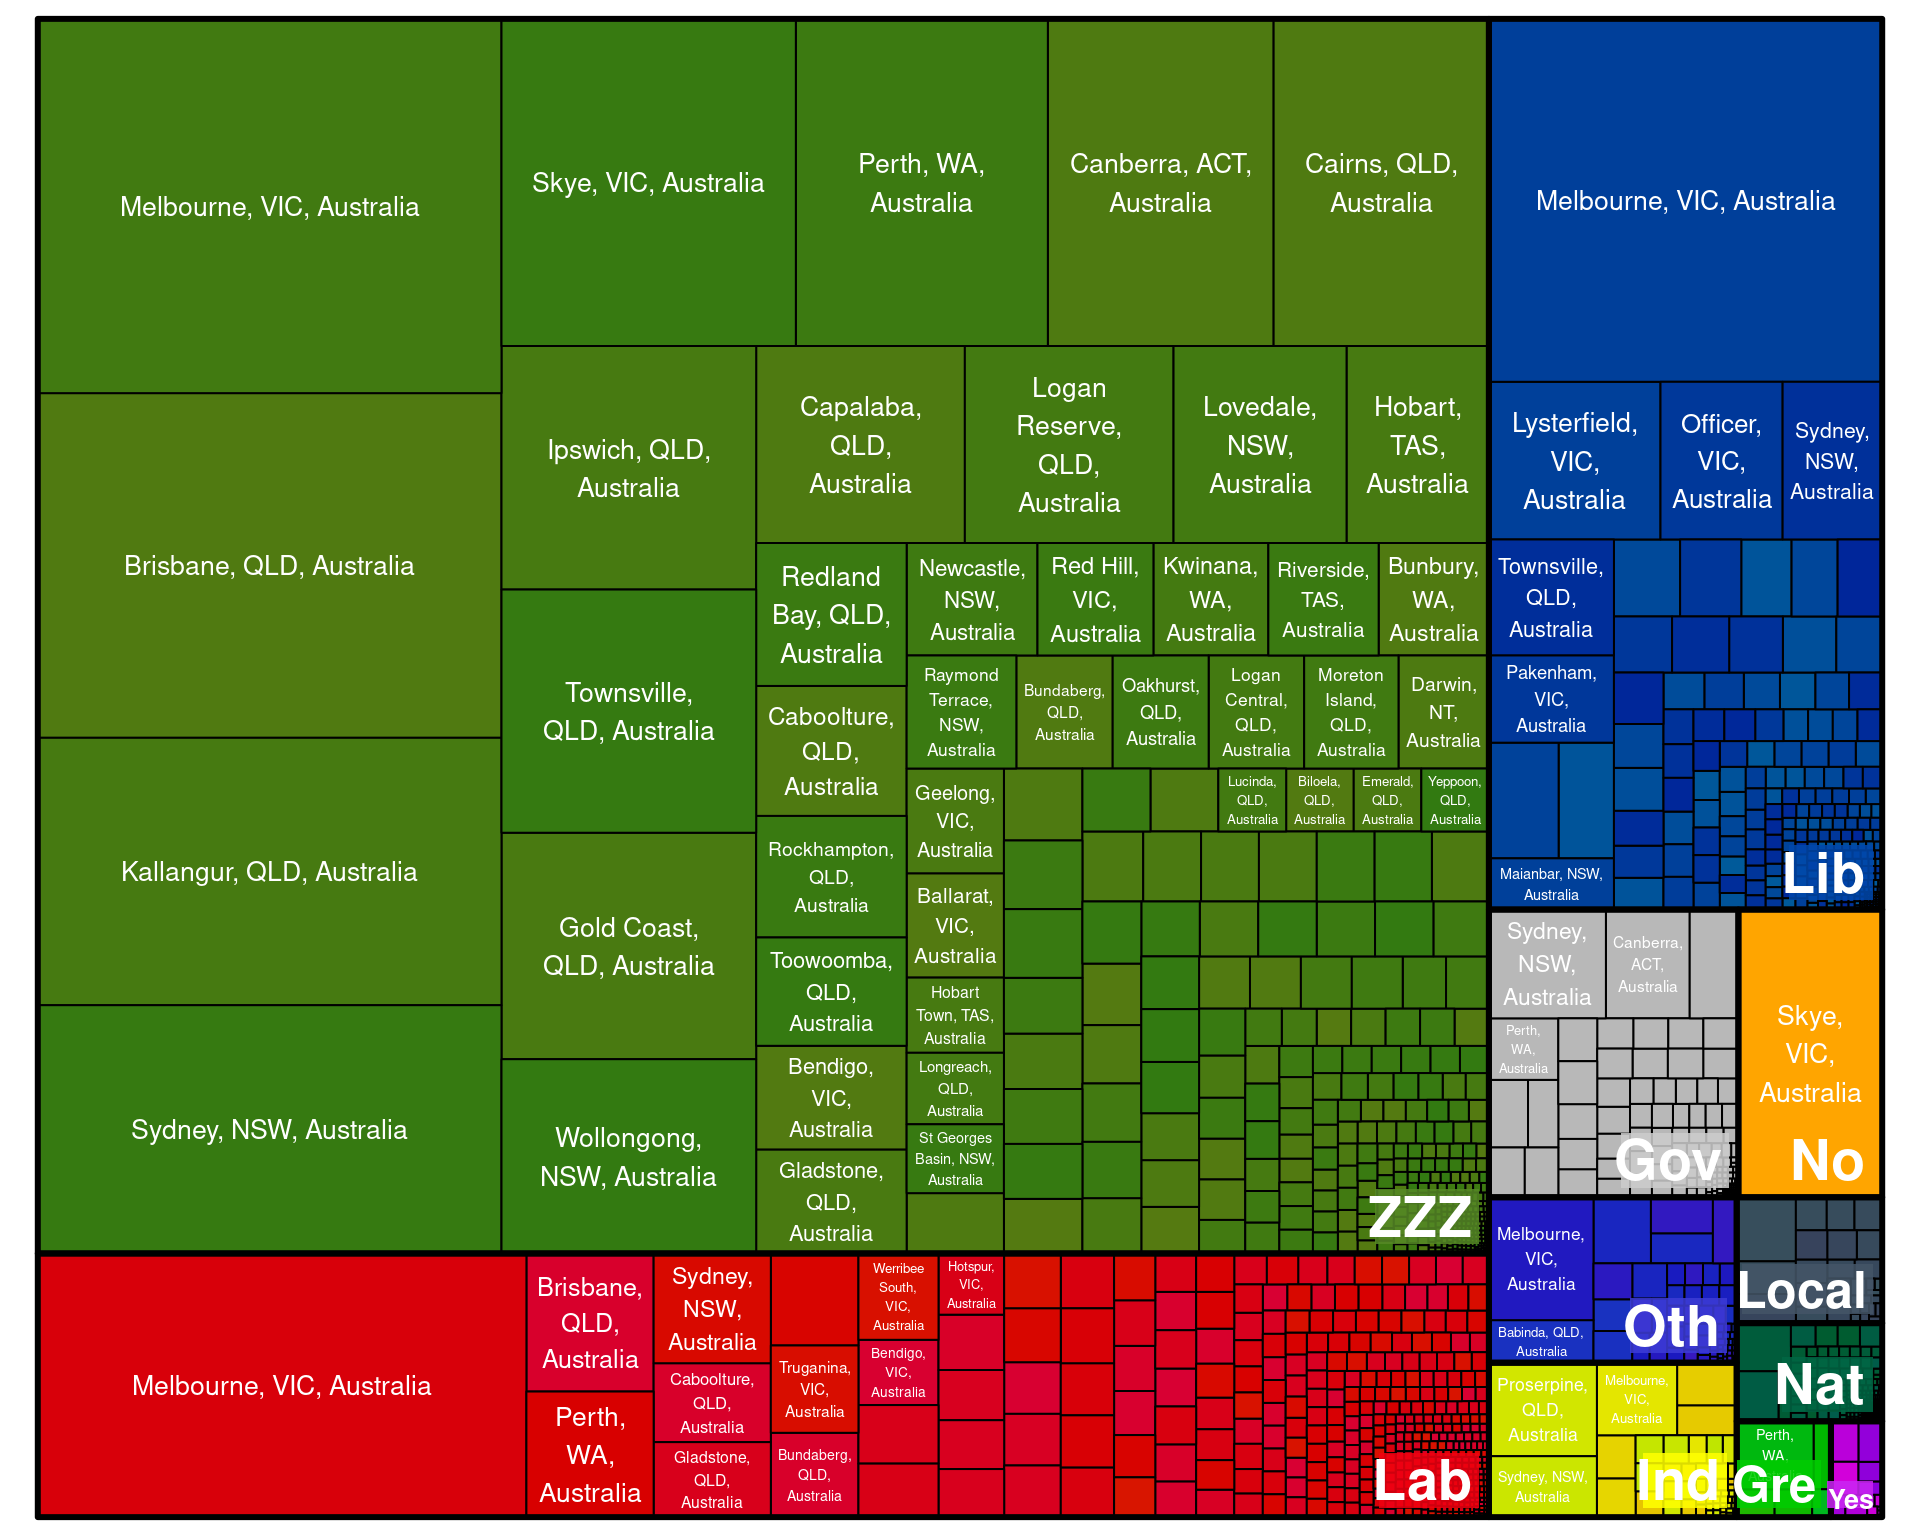 Melbourne, VIC, Australia
Brisbane, QLD, Australia
Kallangur, QLD, Australia
Sydney, NSW, Australia
Skye, VIC, Australia
Perth, WA,
Australia
Canberra, ACT,
Australia
Cairns, QLD,
Australia
Ipswich, QLD,
Australia
Townsville,
QLD, Australia
Gold Coast,
QLD, Australia
Wollongong,
NSW, Australia
Capalaba,
QLD,
Australia
Logan
Reserve,
QLD,
Australia
Lovedale,
NSW,
Australia
Hobart,
TAS,
Australia
Redland
Bay, QLD,
Australia
Caboolture,
QLD,
Australia
Rockhampton,
QLD,
Australia
Toowoomba,
QLD,
Australia
Bendigo,
VIC,
Australia
Gladstone,
QLD,
Australia
Newcastle,
NSW,
Australia
Red Hill,
VIC,
Australia
Kwinana,
WA,
Australia
Riverside,
TAS,
Australia
Bunbury,
WA,
Australia
Raymond
Terrace,
NSW,
Australia
Bundaberg,
QLD,
Australia
Oakhurst,
QLD,
Australia
Logan
Central,
QLD,
Australia
Moreton
Island,
QLD,
Australia
Darwin,
NT,
Australia
Geelong,
VIC,
Australia
Ballarat,
VIC,
Australia
Hobart
Town, TAS,
Australia
Longreach,
QLD,
Australia
St Georges
Basin, NSW,
Australia
Lucinda,
QLD,
Australia
Biloela,
QLD,
Australia
Emerald,
QLD,
Australia
Yeppoon,
QLD,
Australia
ZZZ
Melbourne, VIC, Australia
Brisbane,
QLD,
Australia
Perth,
WA,
Australia
Sydney,
NSW,
Australia
Caboolture,
QLD,
Australia
Gladstone,
QLD,
Australia
Truganina,
VIC,
Australia
Bundaberg,
QLD,
Australia
Werribee
South,
VIC,
Australia
Bendigo,
VIC,
Australia
Hotspur,
VIC,
Australia
Lab
Melbourne, VIC, Australia
Lysterfield,
VIC,
Australia
Officer,
VIC,
Australia
Sydney,
NSW,
Australia
Townsville,
QLD,
Australia
Pakenham,
VIC,
Australia
Maianbar, NSW,
Australia
Lib
Sydney,
NSW,
Australia
Canberra,
ACT,
Australia
Perth,
WA,
Australia
Gov
Skye,
VIC,
Australia
No
Melbourne,
VIC,
Australia
Babinda, QLD,
Australia
Oth
Local
Nat
Proserpine,
QLD,
Australia
Melbourne,
VIC,
Australia
Sydney, NSW,
Australia
Ind
Perth,
WA,
Gre
Yes